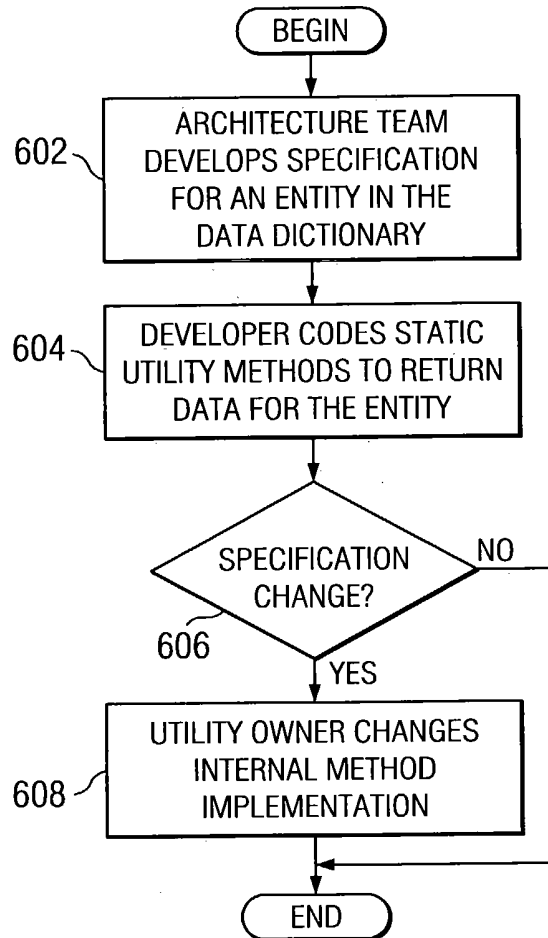 BEGIN
602
ARCHITECTURE TEAM
DEVELOPS SPECIFICATION
FOR AN ENTITY IN THE
DATA DICTIONARY
604
DEVELOPER CODES STATIC
UTILITY METHODS TO RETURN
DATA FOR THE ENTITY
SPECIFICATION
CHANGE?
NO
606
YES
608
UTILITY OWNER CHANGES
INTERNAL METHOD
IMPLEMENTATION
END